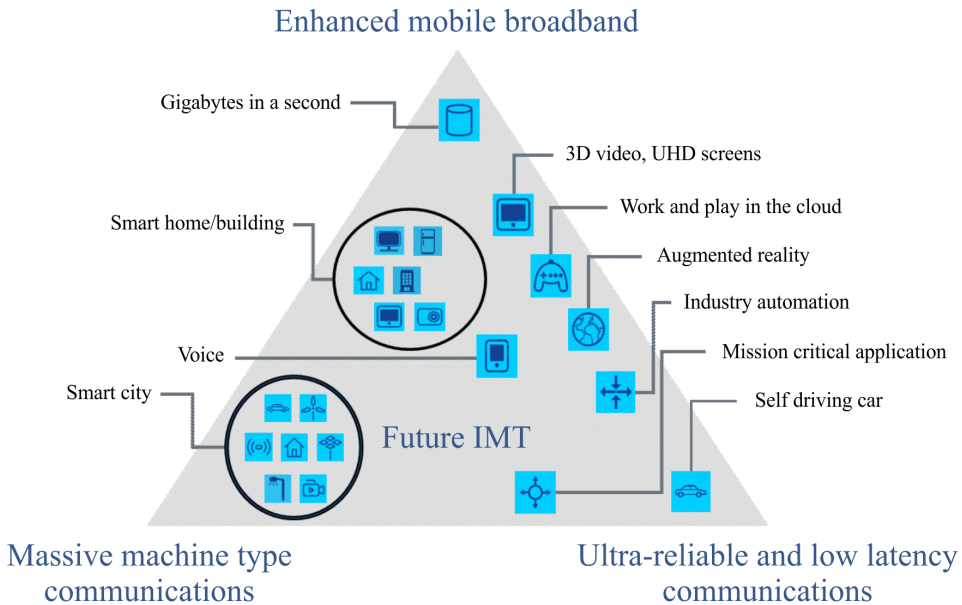 Enhanced mobile broadband
Gigabytes in a second
3D video, UHD screens
Work and play in the cloud
Smart home/building
Augmented reality
Industry automation
Voice
Mission critical application
Smart city
Self driving car
Future IMT
Massive machine type
communications
Ultra-reliable and low latency
communications